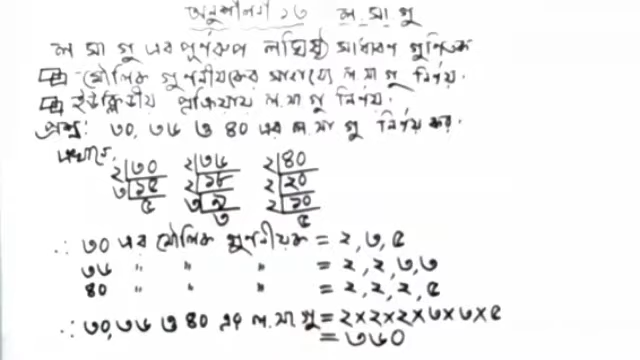 অনুশীলনী ১৩ ল. সা. গু
ল সা গু এর পূর্ণরূপ লঘিষ্ঠ সাধারণ গুণিতক
মৌলিক গুণনীয়কের সাহায্যে ল সা গু নির্ণয়.
ইউক্লিডীয় প্রক্রিয়ায় ল.সা গু নির্ণয়.
প্রশ্ন: ৩০, ৩৬ ও ৪০ এর ল.সা গু নির্ণয় কর.
এখানে,
২ ৩০ ২ ৩৬ ২ ৪০
৩ ১৫ ২ ১৮ ২ ২০
৫ ৩ ৯ ২ ১০
৩ ৫
∴ ৩০ এর মৌলিক গুণনীয়ক = ২, ৩, ৫
৩৬ " " " = ২, ২, ৩, ৩
৪০ " " " = ২, ২, ২, ৫
∴ ৩০,৩৬ ও ৪০ এর ল.সা গু = ২×২×২×৩×৩×৫
= ৩৬০